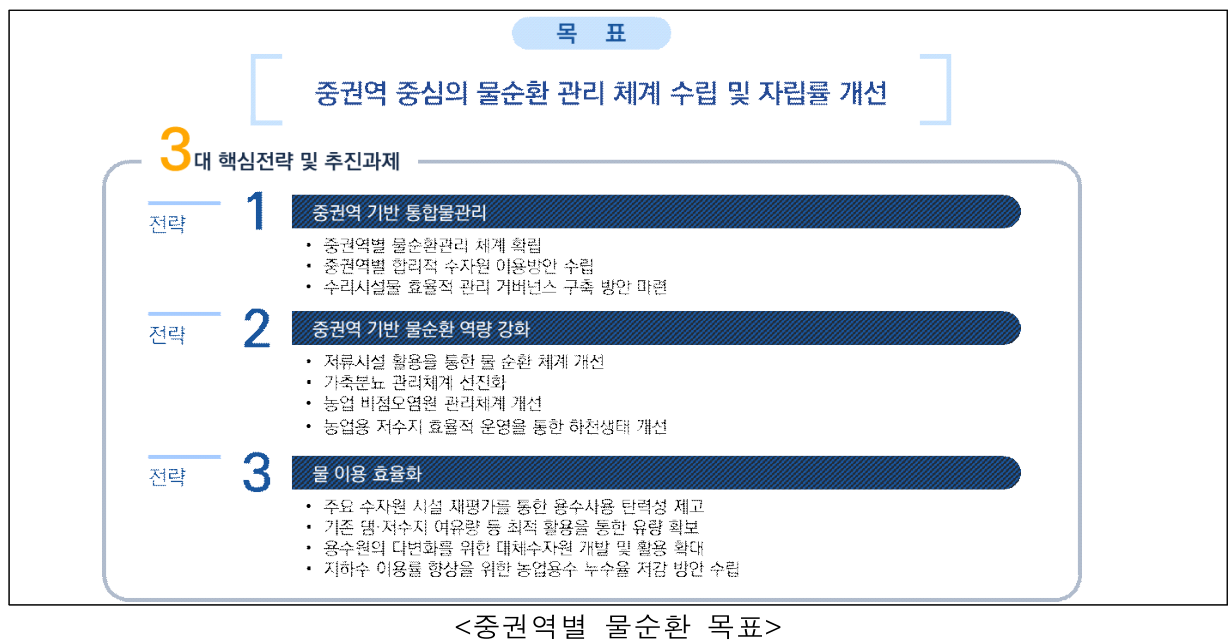 목 표
중권역 중심의 물순환 관리 체계 수립 및 자립률 개선
3대 핵심전략 및 추진과제
전략 1 중권역 기반 통합물관리
• 중권역별 물순환관리 체계 확립
• 중권역별 합리적 수자원 이용방안 수립
• 수리시설물 효율적 관리 거버넌스 구축 방안 마련
전략 2 중권역 기반 물순환 역량 강화
• 저류시설 활용을 통한 물 순환 체계 개선
• 가축분뇨 관리체계 선진화
• 농업 비점오염원 관리체계 개선
• 농업용 저수지 효율적 운영을 통한 하천생태 개선
전략 3 물 이용 효율화
• 주요 수자원 시설 재평가를 통한 용수사용 탄력성 제고
• 기존 댐·저수지 여유량 등 최적 활용을 통한 유량 확보
• 용수원의 다변화를 위한 대체수자원 개발 및 활용 확대
• 지하수 이용률 향상을 위한 농업용수 누수율 저감 방안 수립
<중권역별 물순환 목표>